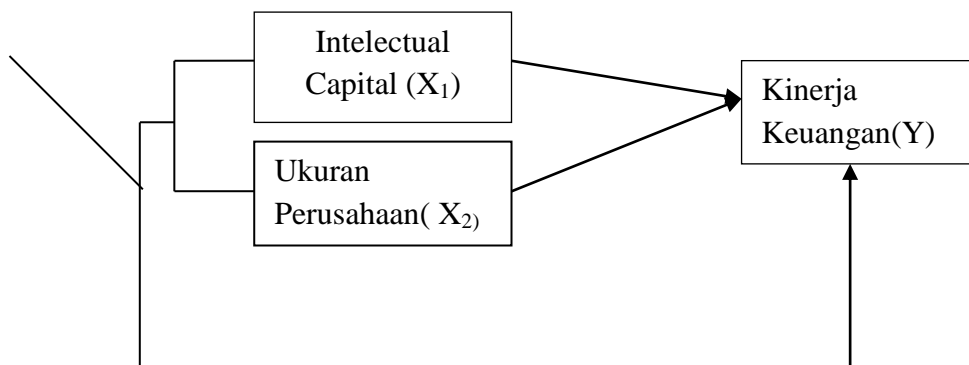 Intelectual
Capital (X₁)
Ukuran
Perusahaan( X₂)
Kinerja
Keuangan(Y)